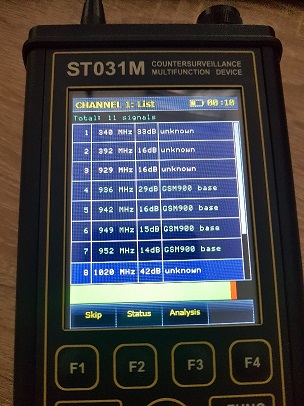 ST031M
COUNTERSURVEILLANCE
MULTIFUNCTION DEVICE
CHANNEL 1: List 00:10
Total: 11 signals
1 340 MHz 33dB unknown
2 392 MHz 16dB unknown
3 929 MHz 16dB unknown
4 936 MHz 29dB GSM900 base
5 942 MHz 16dB GSM900 base
6 949 MHz 15dB GSM900 base
7 952 MHz 14dB GSM900 base
8 1020 MHz 42dB unknown
Skip Status Analysis
F1 F2 F3 F4
FUNC